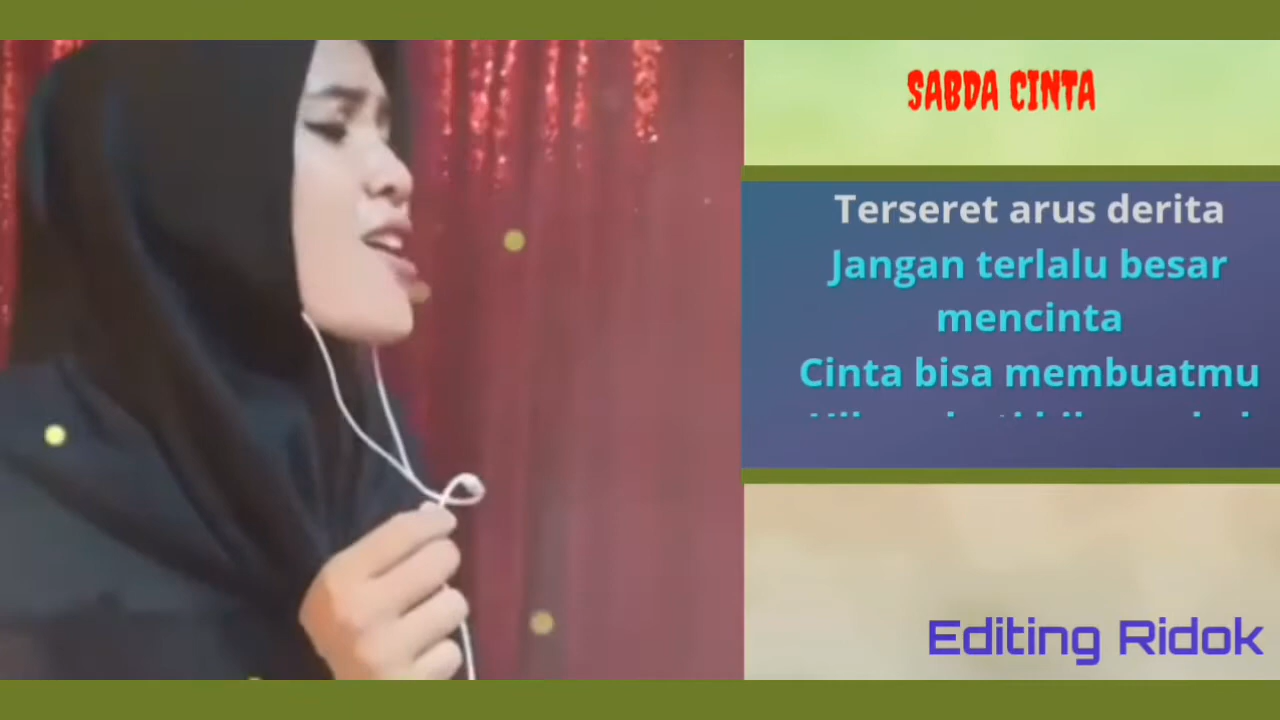 SABDA CINTA
Terseret arus derita
Jangan terlalu besar
mencinta
Cinta bisa membuatmu
Editing Ridok